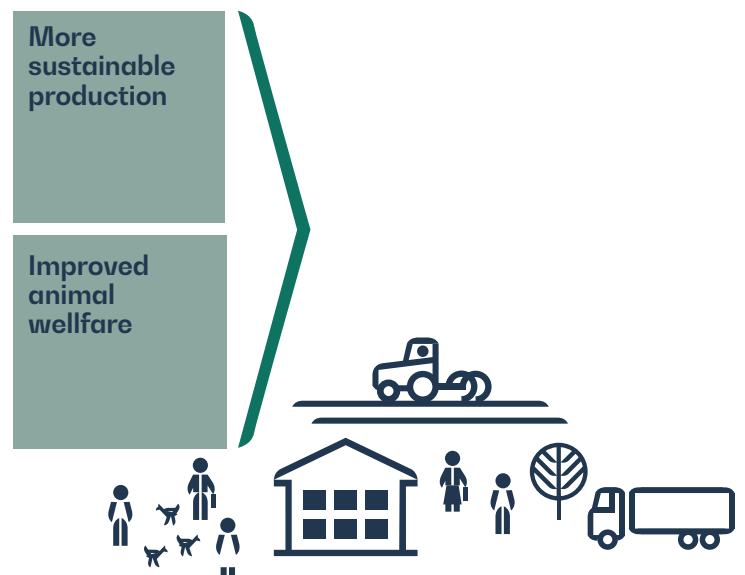 More
sustainable
production
Improved
animal
wellfare